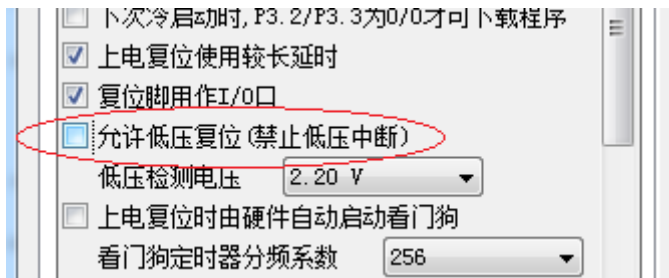 下次冷启动时,P3.2/P3.3为0/0才可下载程序
上电复位使用较长延时
复位脚用作I/O口
允许低压复位(禁止低压中断)
低压检测电压 2.20 V
上电复位时由硬件自动启动看门狗
看门狗定时器分频系数 256